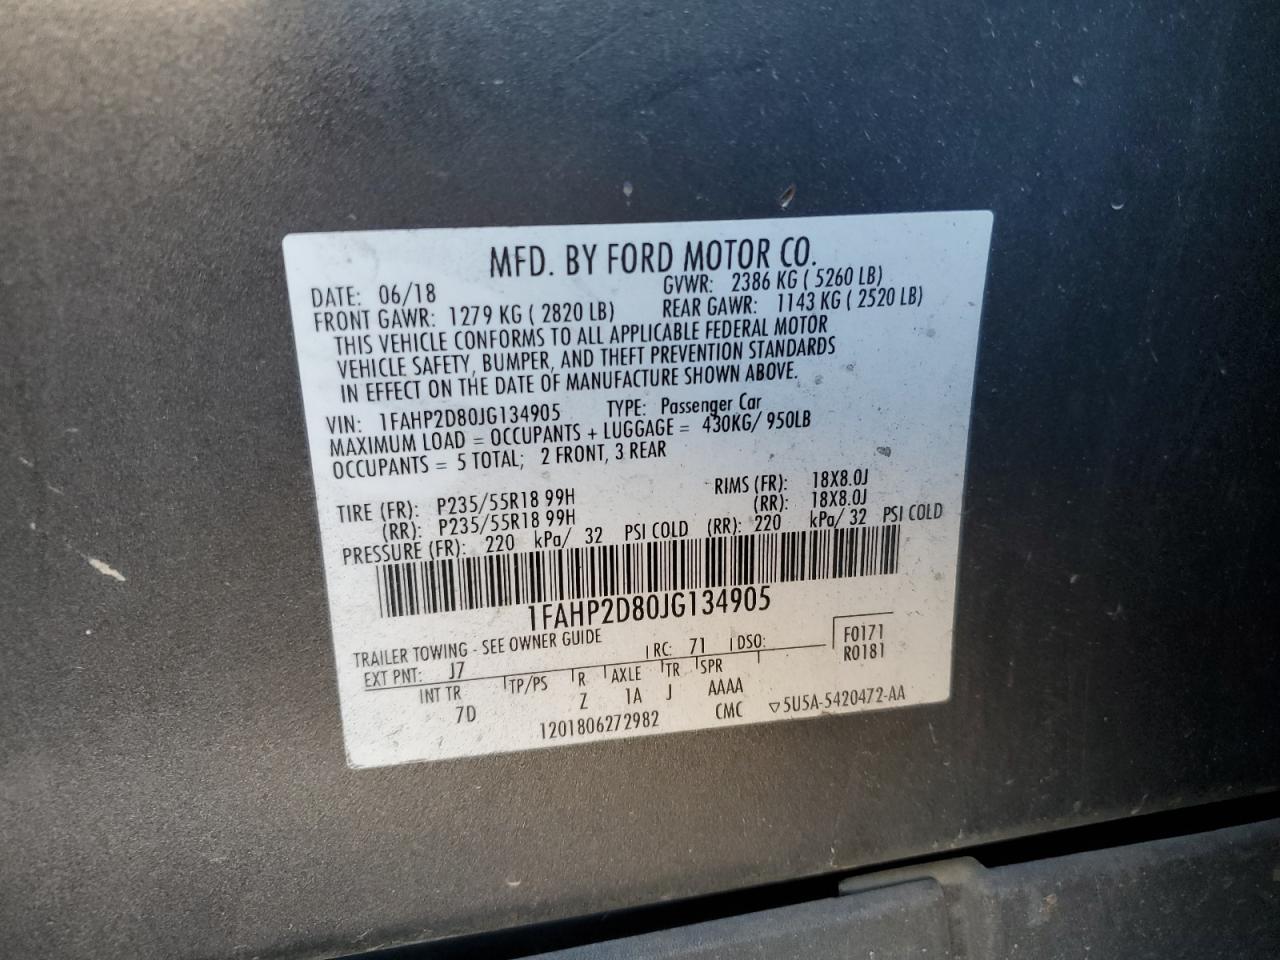 MFD. BY FORD MOTOR CO.
DATE: 06/18 GVWR: 2386 KG ( 5260 LB)
FRONT GAWR: 1279 KG ( 2820 LB) REAR GAWR: 1143 KG ( 2520 LB)
THIS VEHICLE CONFORMS TO ALL APPLICABLE FEDERAL MOTOR
VEHICLE SAFETY, BUMPER, AND THEFT PREVENTION STANDARDS
IN EFFECT ON THE DATE OF MANUFACTURE SHOWN ABOVE.
VIN: 1FAHP2D80JG134905 TYPE: Passenger Car
MAXIMUM LOAD = OCCUPANTS + LUGGAGE = 430KG/ 950LB
OCCUPANTS = 5 TOTAL; 2 FRONT, 3 REAR
TIRE (FR): P235/55R18 99H RIMS (FR): 18X8.0J
(RR): P235/55R18 99H (RR): 18X8.0J
PRESSURE (FR): 220 kPa/ 32 PSI COLD (RR): 220 kPa/ 32 PSI COLD
1FAHP2D80JG134905
TRAILER TOWING - SEE OWNER GUIDE
EXT PNT: J7 RC: 71 DSO: F0171
R0181
INT TR TP/PS R AXLE TR SPR
7D Z 1A J AAAA
1201806272982 CMC ▽5U5A-5420472-AA